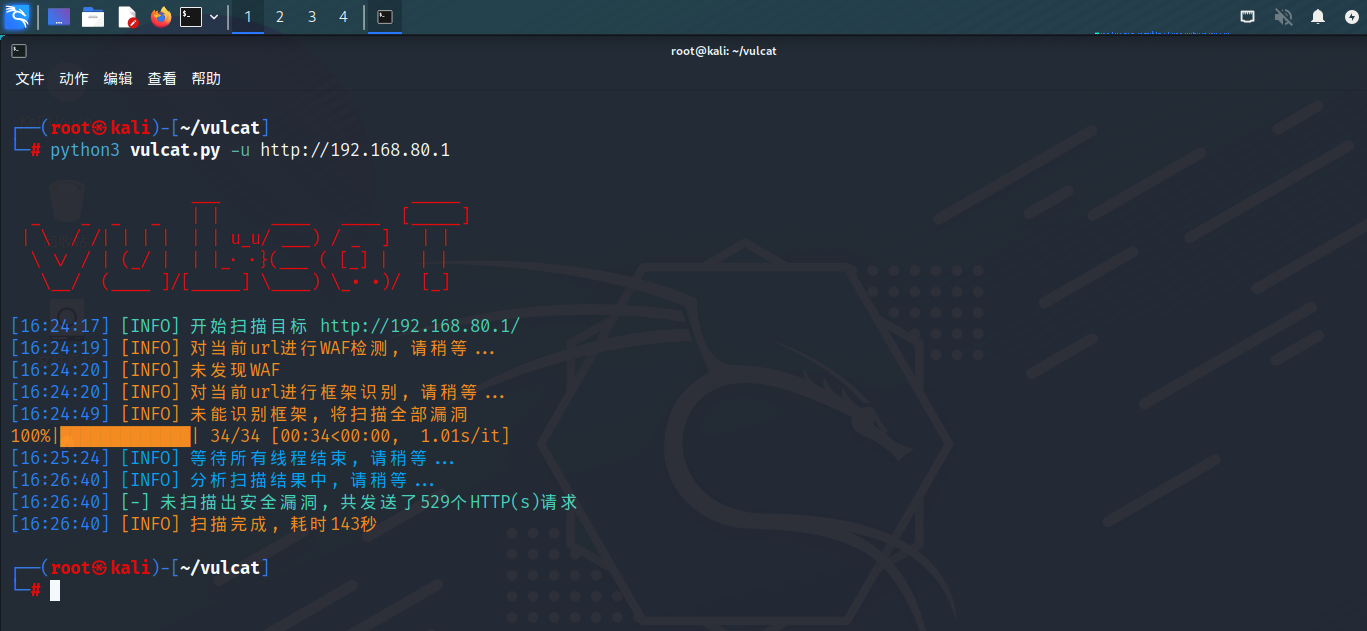 1 2 3 4
root@kali: ~/vulcat
文件 动作 编辑 查看 帮助
┌──(root㉿kali)-[~/vulcat]
└─# python3 vulcat.py -u http://192.168.80.1
[16:24:17] [INFO] 开始扫描目标 http://192.168.80.1/
[16:24:19] [INFO] 对当前url进行WAF检测, 请稍等...
[16:24:20] [INFO] 未发现WAF
[16:24:20] [INFO] 对当前url进行框架识别, 请稍等...
[16:24:49] [INFO] 未能识别框架, 将扫描全部漏洞
100%|█████████████| 34/34 [00:34<00:00,  1.01s/it]
[16:25:24] [INFO] 等待所有线程结束, 请稍等...
[16:26:40] [INFO] 分析扫描结果中, 请稍等...
[16:26:40] [-] 未扫描出安全漏洞, 共发送了529个HTTP(s)请求
[16:26:40] [INFO] 扫描完成, 耗时143秒
┌──(root㉿kali)-[~/vulcat]
└─#